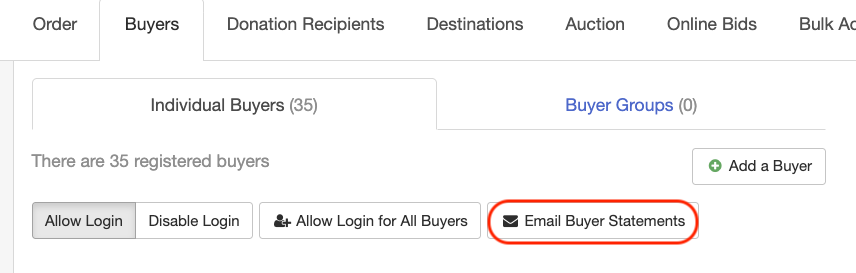 Order Buyers Donation Recipients Destinations Auction Online Bids Bulk Ac
Individual Buyers (35) Buyer Groups (0)
There are 35 registered buyers
Add a Buyer
Allow Login Disable Login Allow Login for All Buyers Email Buyer Statements